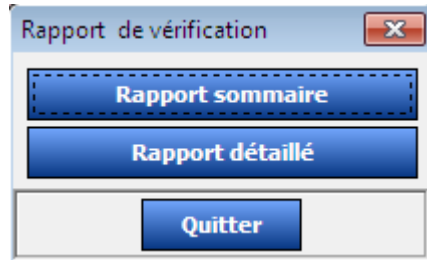 Rapport de vérification
Rapport sommaire
Rapport détaillé
Quitter